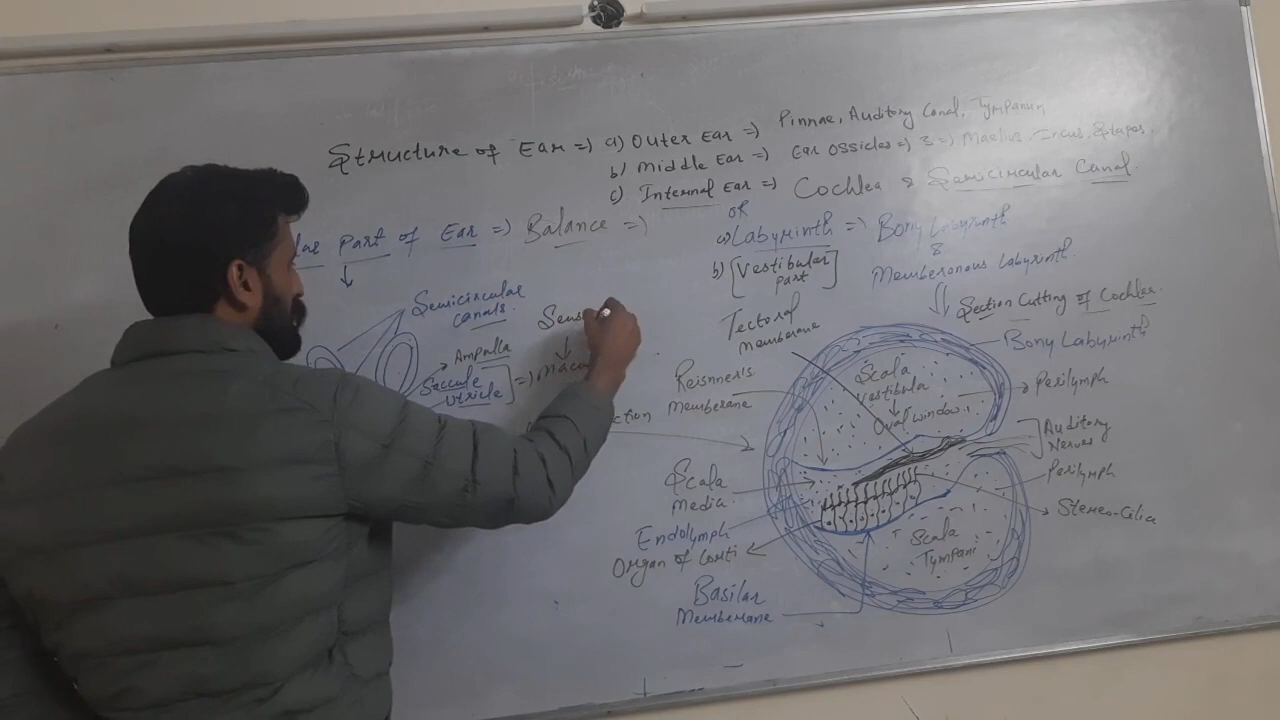 Structure of Ear => a) Outer Ear => Pinnae, Auditory Canal, Tympanum
b) Middle Ear => Ear Ossicles => 3 => Maelius, Incus, Stapes.
c) Internal Ear => Cochlea & Semicircular Canal.
or
a) Labyrinth => Bony Labyrinth
&
Memberonous Labyrinth.
b) [Vestibular
part]
Part of Ear => Balance =>
Semicircular
canals.
Ampulla
Saccule
Utricle
Sens
Section Cutting of Cochlea.
Tectoral
Memberane
Reisnner's
Memberane
Scala
Media
Endolymph
Organ of Corti
Basilar
Memberane
Scala
Vestibula
Oval window
Scala
Tympani
Bony Labyrinth
Perilymph
Auditory
Nerves
Perilymph
Stereo-Cilia